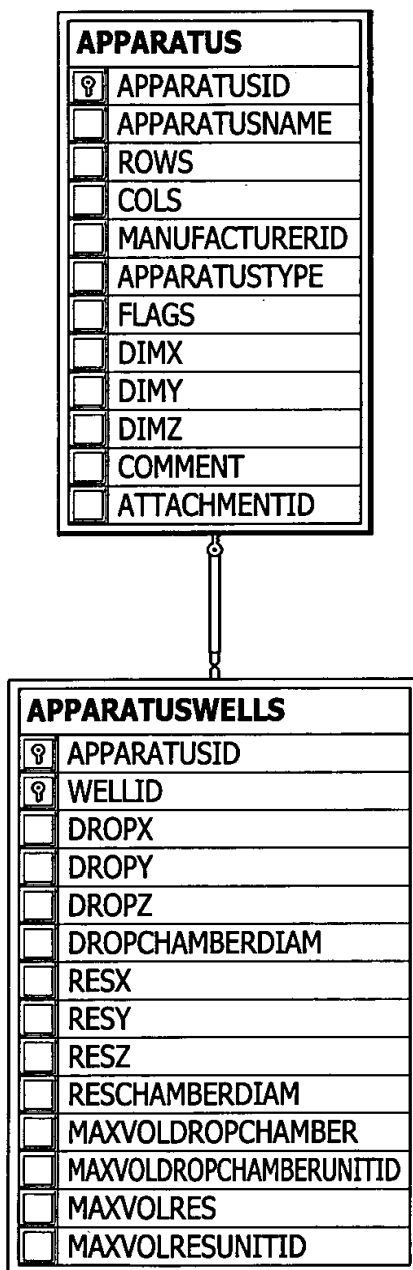 APPARATUS
APPARATUSID
APPARATUSNAME
ROWS
COLS
MANUFACTURERID
APPARATUSTYPE
FLAGS
DIMX
DIMY
DIMZ
COMMENT
ATTACHMENTID
APPARATUSWELLS
APPARATUSID
WELLID
DROPX
DROPY
DROPZ
DROPCHAMBERDIAM
RESX
RESY
RESZ
RESCHAMBERDIAM
MAXVOLDROPCHAMBER
MAXVOLDROPCHAMBERUNITID
MAXVOLRES
MAXVOLRESUNITID